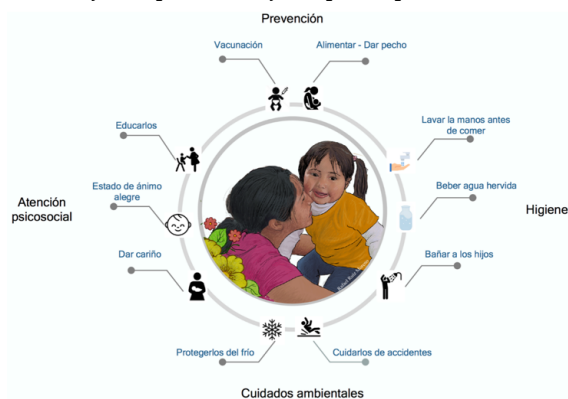 Prevención
Vacunación
Alimentar - Dar pecho
Educarlos
Lavar la manos antes
de comer
Atención
psicosocial
Estado de ánimo
alegre
Beber agua hervida
Higiene
Dar cariño
Bañar a los hijos
Protegerlos del frío
Cuidarlos de accidentes
Cuidados ambientales